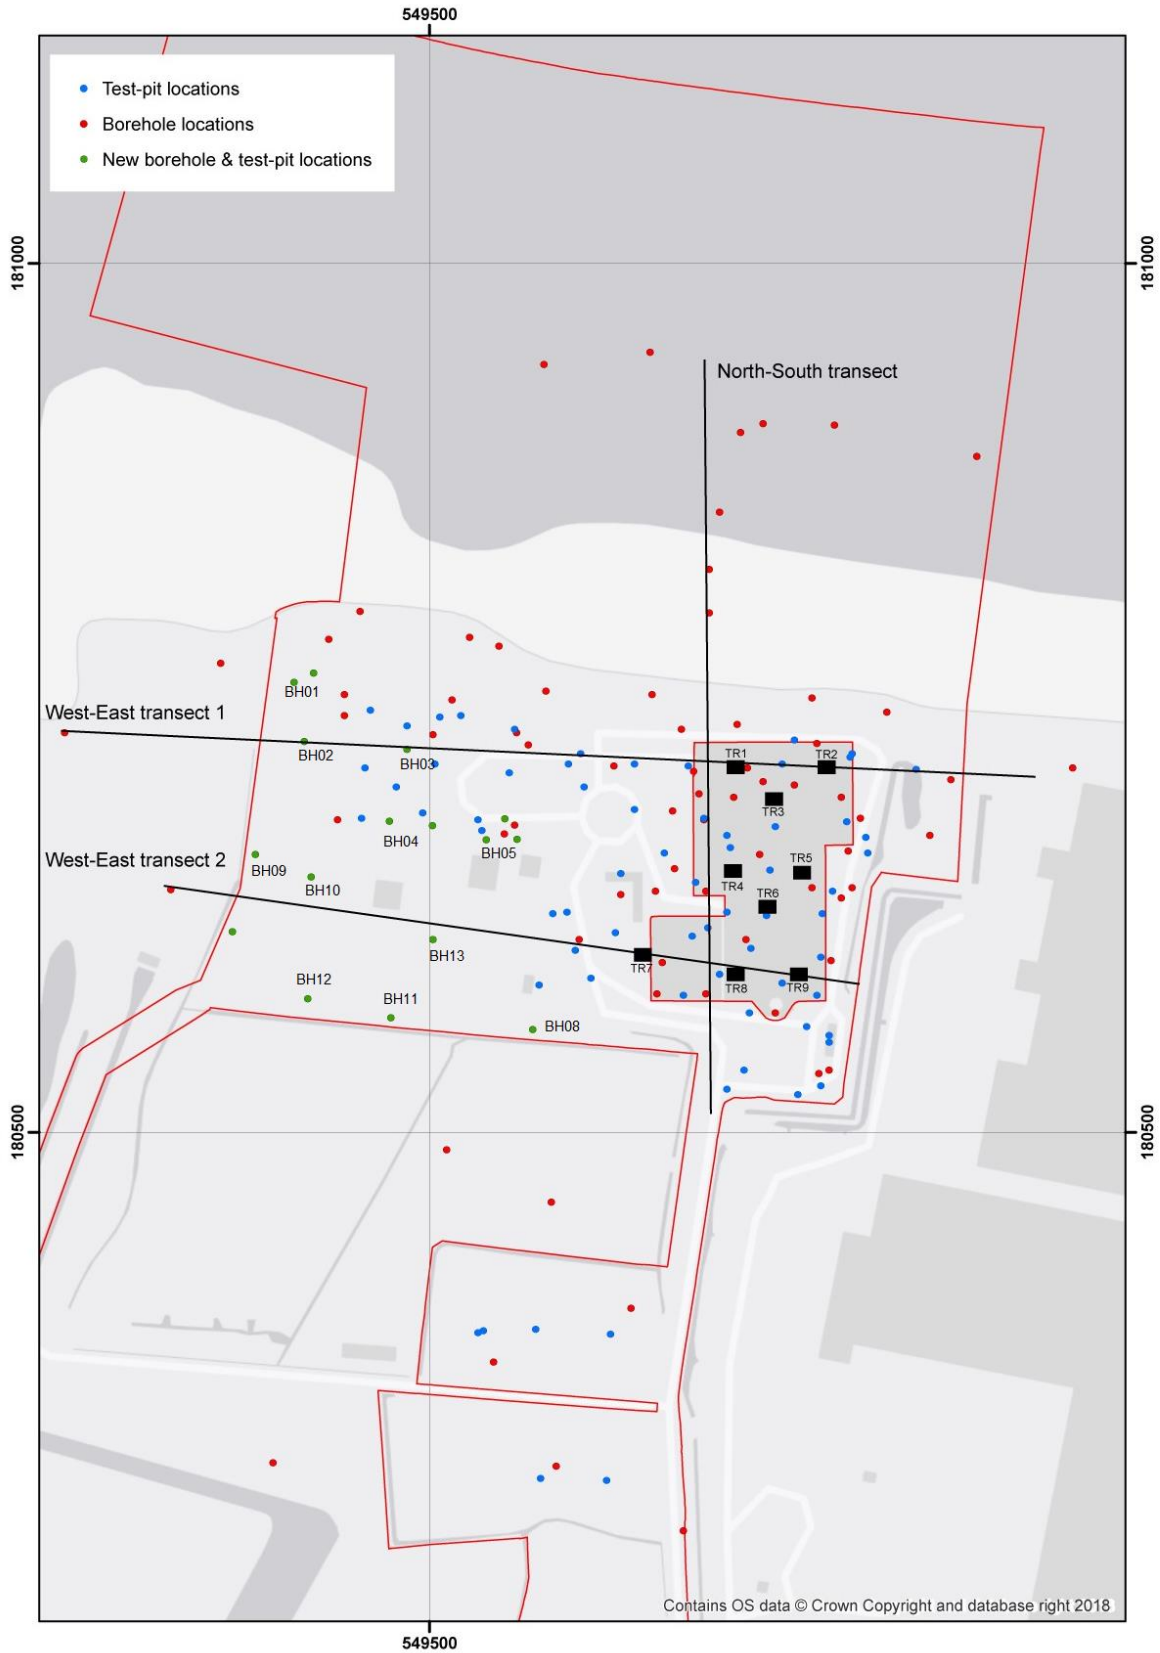 549500
Test-pit locations
Borehole locations
New borehole & test-pit locations
181000
181000
North-South transect
BH01
West-East transect 1
BH02
BH03
TR1
TR2
TR3
BH04
BH05
West-East transect 2
BH09
BH10
TR4
TR5
TR6
BH13
TR7
BH12
TR8
TR9
BH11
BH08
180500
180500
Contains OS data © Crown Copyright and database right 2018
549500